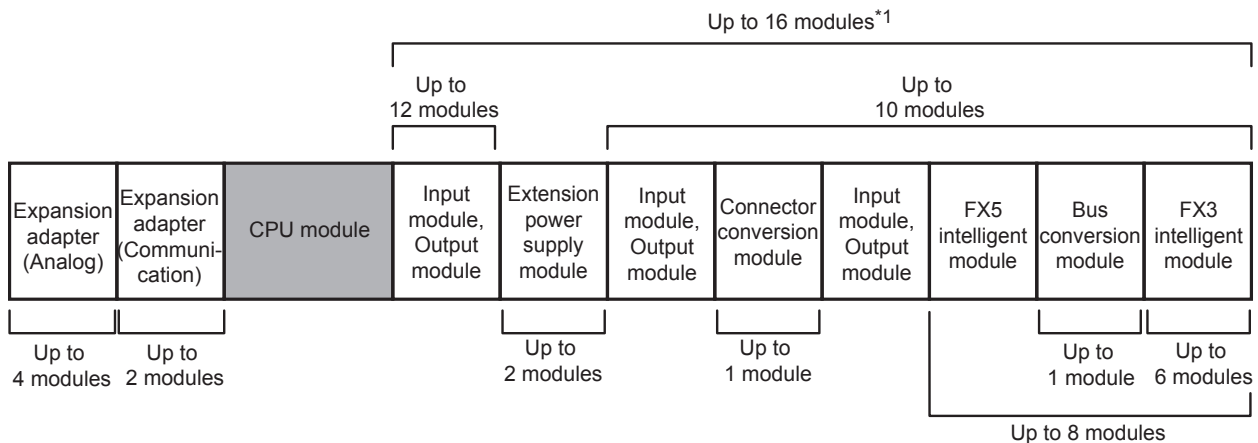 Up to 16 modules*1
Up to
12 modules
Up to
10 modules
Expansion
adapter
(Analog)
Expansion
adapter
(Communi-
cation)
CPU module
Input
module,
Output
module
Extension
power
supply
module
Input
module,
Output
module
Connector
conversion
module
Input
module,
Output
module
FX5
intelligent
module
Bus
conversion
module
FX3
intelligent
module
Up to
4 modules
Up to
2 modules
Up to
2 modules
Up to
1 module
Up to
1 module
Up to
6 modules
Up to 8 modules